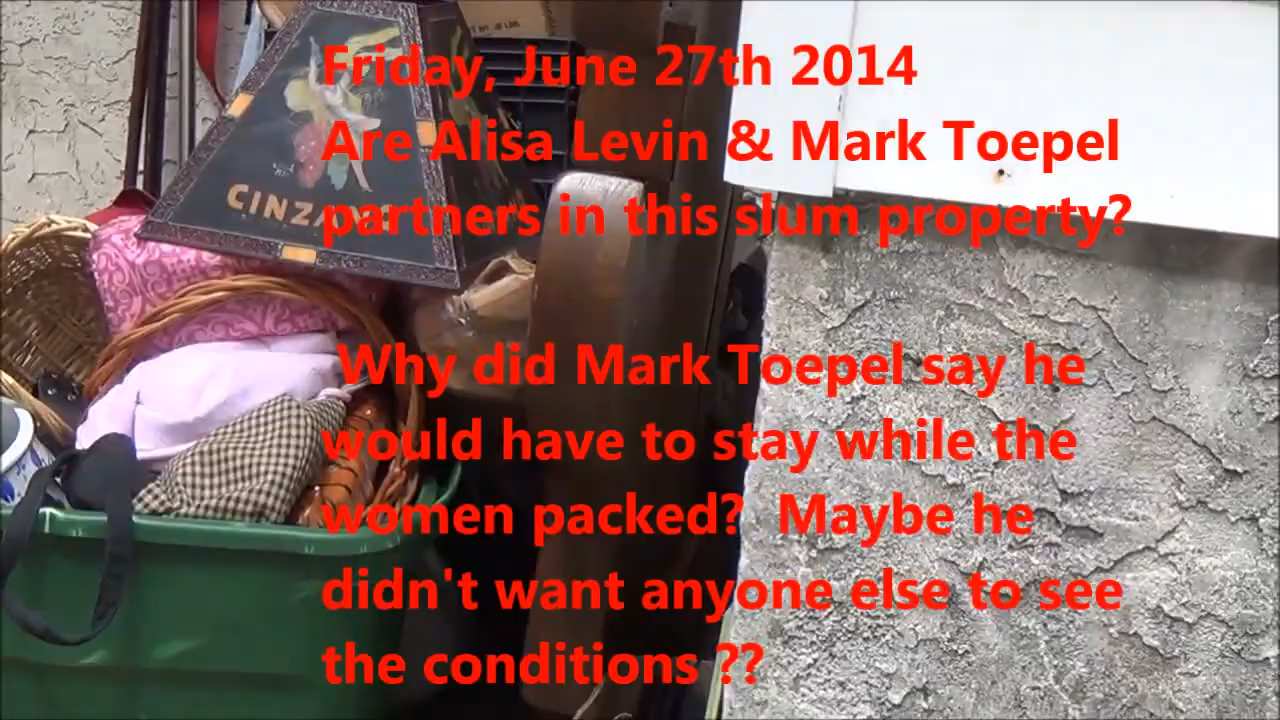 Friday, June 27th 2014
Are Alisa Levin & Mark Toepel
partners in this slum property?
CINZANO
Why did Mark Toepel say he
would have to stay while the
women packed?  Maybe he
didn't want anyone else to see
the conditions ??